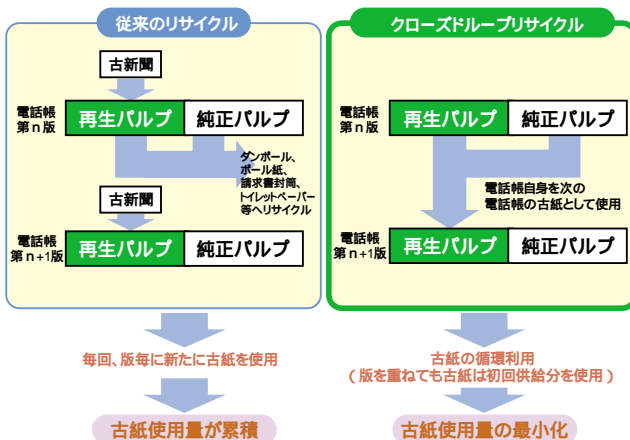 従来のリサイクル
古新聞
電話帳
第n版
再生パルプ
純正パルプ
ダンボール、
ボール紙、
請求書封筒、
トイレットペーパー
等へリサイクル
古新聞
電話帳
第n+1版
再生パルプ
純正パルプ
毎回、版毎に新たに古紙を使用
古紙使用量が累積
クローズドループリサイクル
電話帳
第n版
再生パルプ
純正パルプ
電話帳自身を次の
電話帳の古紙として使用
電話帳
第n+1版
再生パルプ
純正パルプ
古紙の循環利用
(版を重ねても古紙は初回供給分を使用)
古紙使用量の最小化